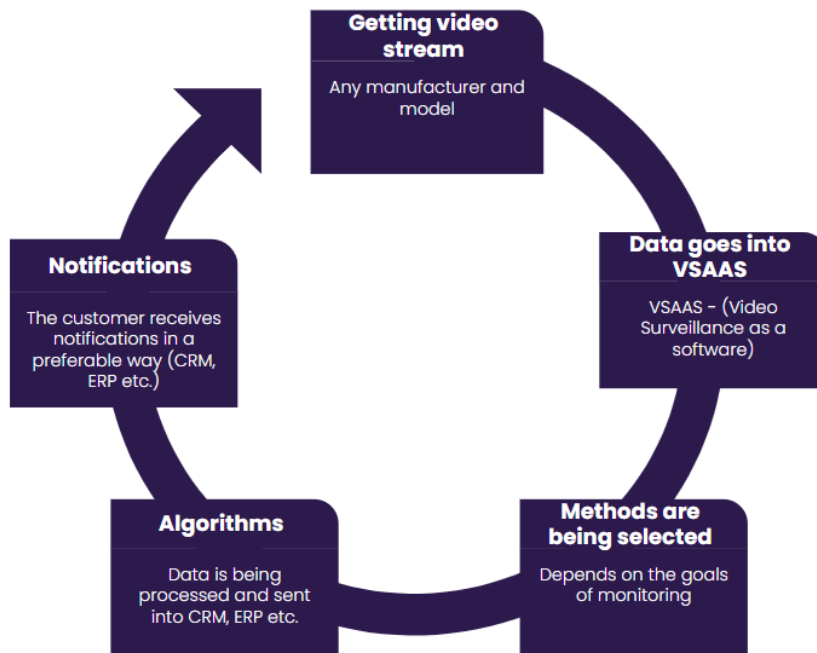 Getting video
stream
Any manufacturer and
model
Data goes into
VSAAS
VSAAS - (Video
Surveillance as a
software)
Methods are
being selected
Depends on the goals
of monitoring
Algorithms
Data is being
processed and sent
into CRM, ERP etc.
Notifications
The customer receives
notifications in a
preferable way (CRM,
ERP etc.)